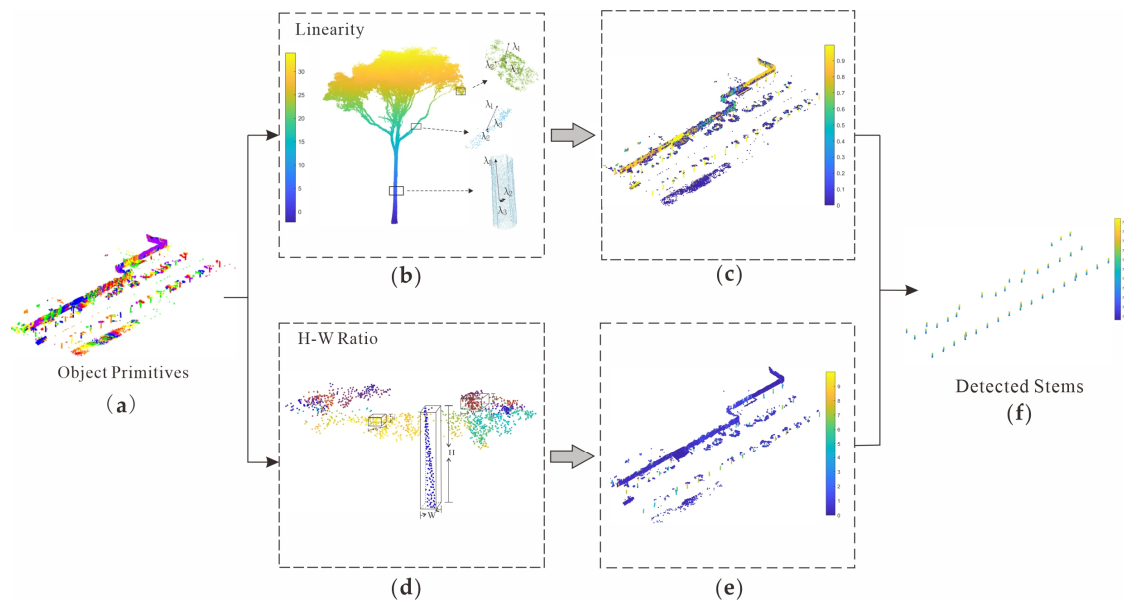 Linearity
30
25
20
15
10
5
0
λ1
λ2
λ1
λ3
λ2
λ2
λ3
(b)
0.9
0.8
0.7
0.6
0.5
0.4
0.3
0.2
0.1
0
(c)
Object Primitives
(a)
H-W Ratio
H
W
(d)
9
8
7
6
5
4
3
2
1
0
(e)
Detected Stems
(f)